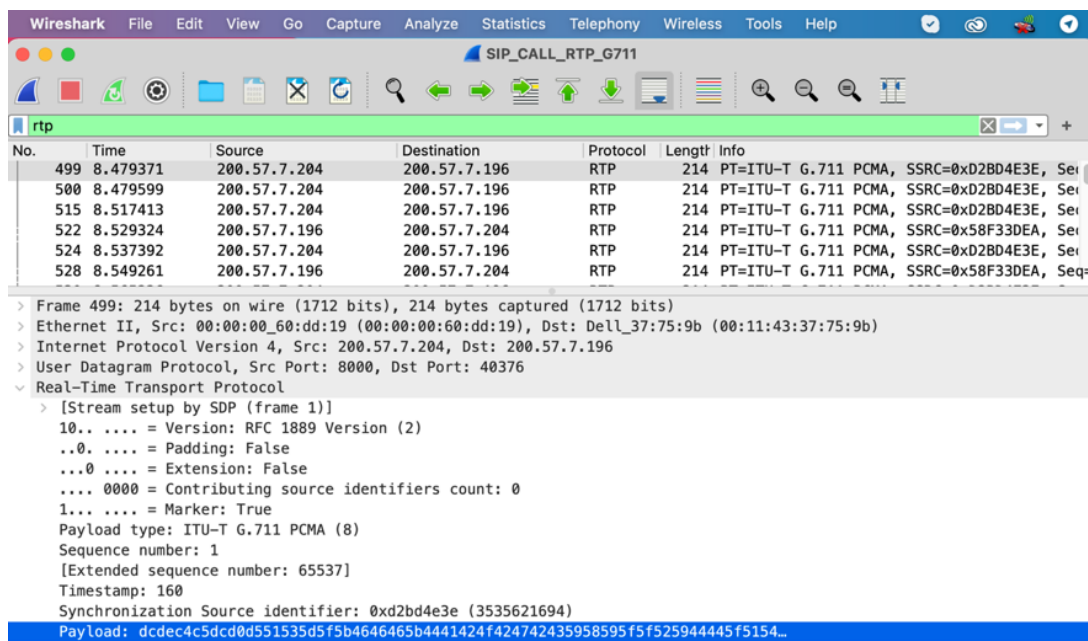 Wireshark File Edit View Go Capture Analyze Statistics Telephony Wireless Tools Help
SIP_CALL_RTP_G711
rtp
No. Time Source Destination Protocol Length Info
499 8.479371 200.57.7.204 200.57.7.196 RTP 214 PT=ITU-T G.711 PCMA, SSRC=0xD2BD4E3E,
500 8.479599 200.57.7.204 200.57.7.196 RTP 214 PT=ITU-T G.711 PCMA, SSRC=0xD2BD4E3E,
515 8.517413 200.57.7.204 200.57.7.196 RTP 214 PT=ITU-T G.711 PCMA, SSRC=0xD2BD4E3E,
522 8.529324 200.57.7.196 200.57.7.204 RTP 214 PT=ITU-T G.711 PCMA, SSRC=0x58F33DEA,
524 8.537392 200.57.7.204 200.57.7.196 RTP 214 PT=ITU-T G.711 PCMA, SSRC=0xD2BD4E3E,
528 8.549261 200.57.7.196 200.57.7.204 RTP 214 PT=ITU-T G.711 PCMA, SSRC=0x58F33DEA, Seq=
Frame 499: 214 bytes on wire (1712 bits), 214 bytes captured (1712 bits)
Ethernet II, Src: 00:00:00_60:dd:19 (00:00:00:60:dd:19), Dst: Dell_37:75:9b (00:11:43:37:75:9b)
Internet Protocol Version 4, Src: 200.57.7.204, Dst: 200.57.7.196
User Datagram Protocol, Src Port: 8000, Dst Port: 40376
Real-Time Transport Protocol
[Stream setup by SDP (frame 1)]
10.. .... = Version: RFC 1889 Version (2)
..0. .... = Padding: False
...0 .... = Extension: False
.... 0000 = Contributing source identifiers count: 0
1... .... = Marker: True
Payload type: ITU-T G.711 PCMA (8)
Sequence number: 1
[Extended sequence number: 65537]
Timestamp: 160
Synchronization Source identifier: 0xd2bd4e3e (3535621694)
Payload: dcdec4c5dcd0d551535d5f5b4646465b4441424f424742435958595f5f525944445f5154…